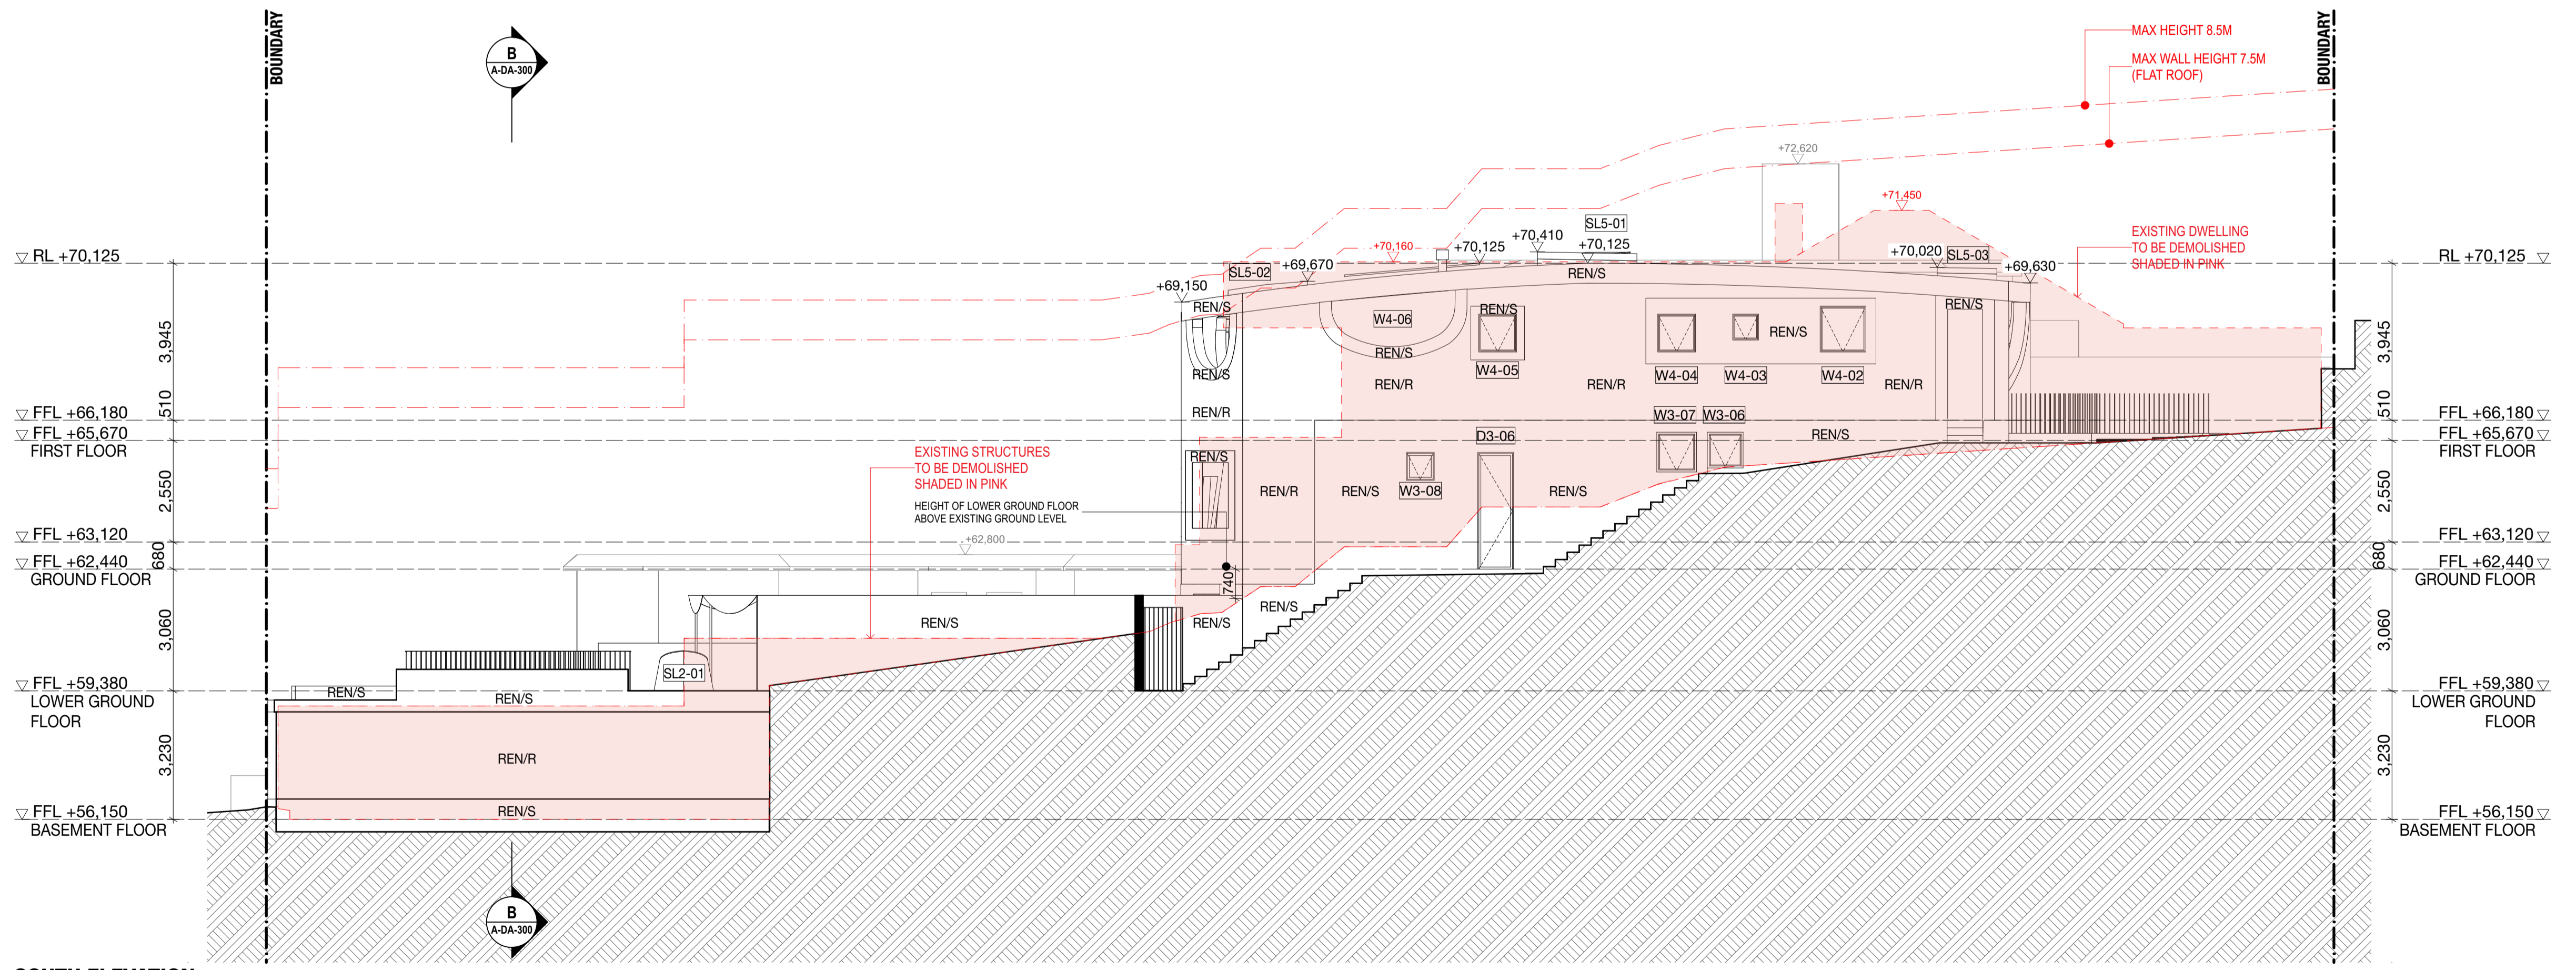 BOUNDARY
B
A-DA-300
BOUNDARY
MAX HEIGHT 8.5M
MAX WALL HEIGHT 7.5M
(FLAT ROOF)
+72,620
+71,450
EXISTING DWELLING
TO BE DEMOLISHED
SHADED IN PINK
SL5-01
+70,410
+70,160
+70,125
+70,125
+70,020
SL5-03
RL +70,125
RL +70,125
SL5-02
+69,670
REN/S
+69,630
+69,150
REN/S
REN/S
REN/S
W4-06
REN/S
REN/S
REN/S
W4-05
W4-04
W4-03
W4-02
REN/R
REN/R
REN/R
REN/R
3,945
3,945
510
510
FFL +66,180
FFL +66,180
FFL +65,670
FIRST FLOOR
FFL +65,670
FIRST FLOOR
W3-07
W3-06
D3-06
REN/S
EXISTING STRUCTURES
TO BE DEMOLISHED
SHADED IN PINK
REN/S
HEIGHT OF LOWER GROUND FLOOR
ABOVE EXISTING GROUND LEVEL
REN/R
REN/S
W3-08
REN/S
2,550
2,550
FFL +63,120
FFL +63,120
+62,800
680
680
FFL +62,440
GROUND FLOOR
FFL +62,440
GROUND FLOOR
740
REN/S
REN/S
REN/S
3,060
3,060
SL2-01
FFL +59,380
LOWER GROUND
FLOOR
FFL +59,380
LOWER GROUND
FLOOR
REN/S
REN/S
3,230
3,230
REN/R
REN/S
FFL +56,150
BASEMENT FLOOR
FFL +56,150
BASEMENT FLOOR
B
A-DA-300
SOUTH ELEVATION